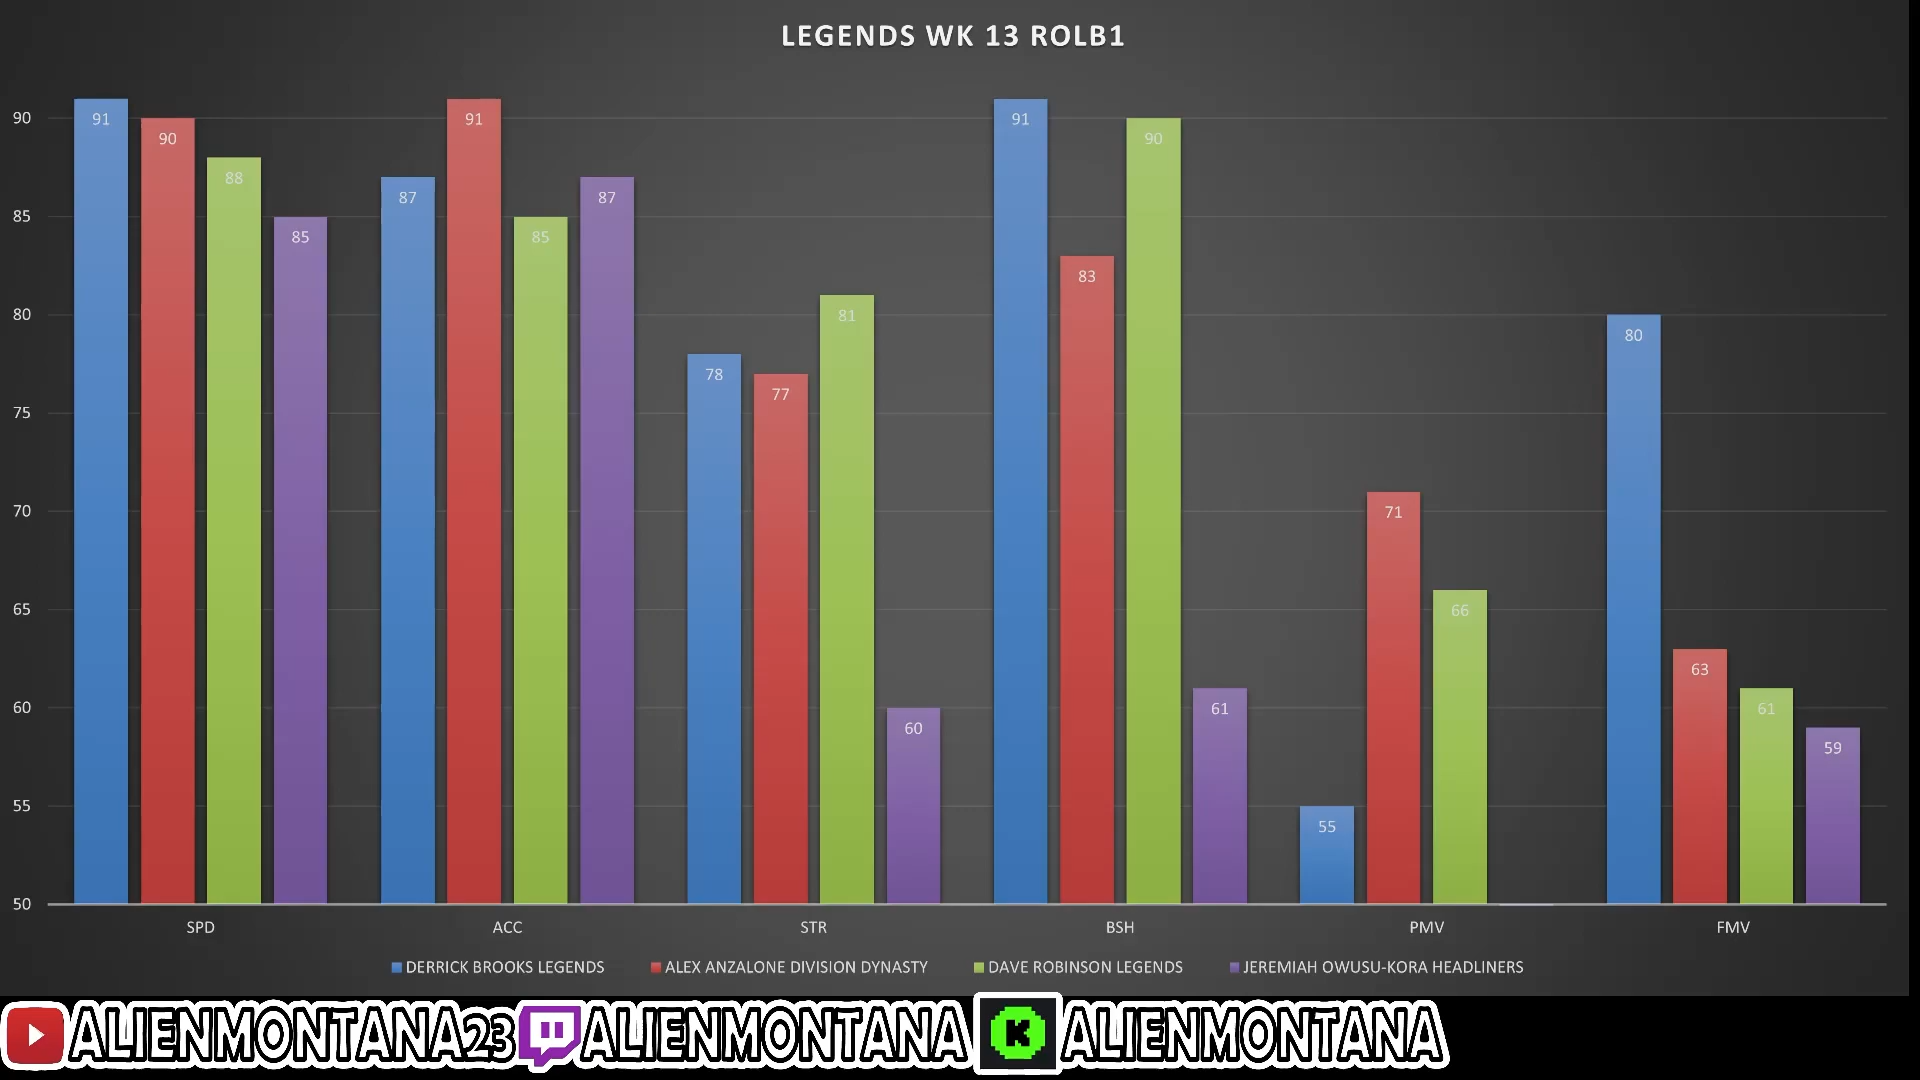 LEGENDS WK 13 ROLB1
90
85
80
75
70
65
60
55
50
91 90 88 85
87 91 85 87
78 77 81 60
91 83 90 61
55 71 66
80 63 61 59
SPD ACC STR BSH PMV FMV
DERRICK BROOKS LEGENDS ALEX ANZALONE DIVISION DYNASTY DAVE ROBINSON LEGENDS JEREMIAH OWUSU-KORA HEADLINERS
ALIENMONTANA23 ALIENMONTANA K ALIENMONTANA